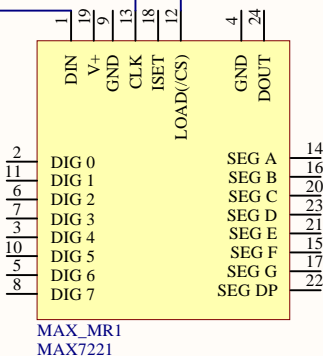 1 19 9 13 18 12 4 24
DIN V+ GND CLK ISET LOAD(/CS) GND DOUT
2 DIG 0 SEG A 14
11 DIG 1 SEG B 16
6 DIG 2 SEG C 20
7 DIG 3 SEG D 23
3 DIG 4 SEG E 21
10 DIG 5 SEG F 15
5 DIG 6 SEG G 17
8 DIG 7 SEG DP 22
MAX_MR1
MAX7221